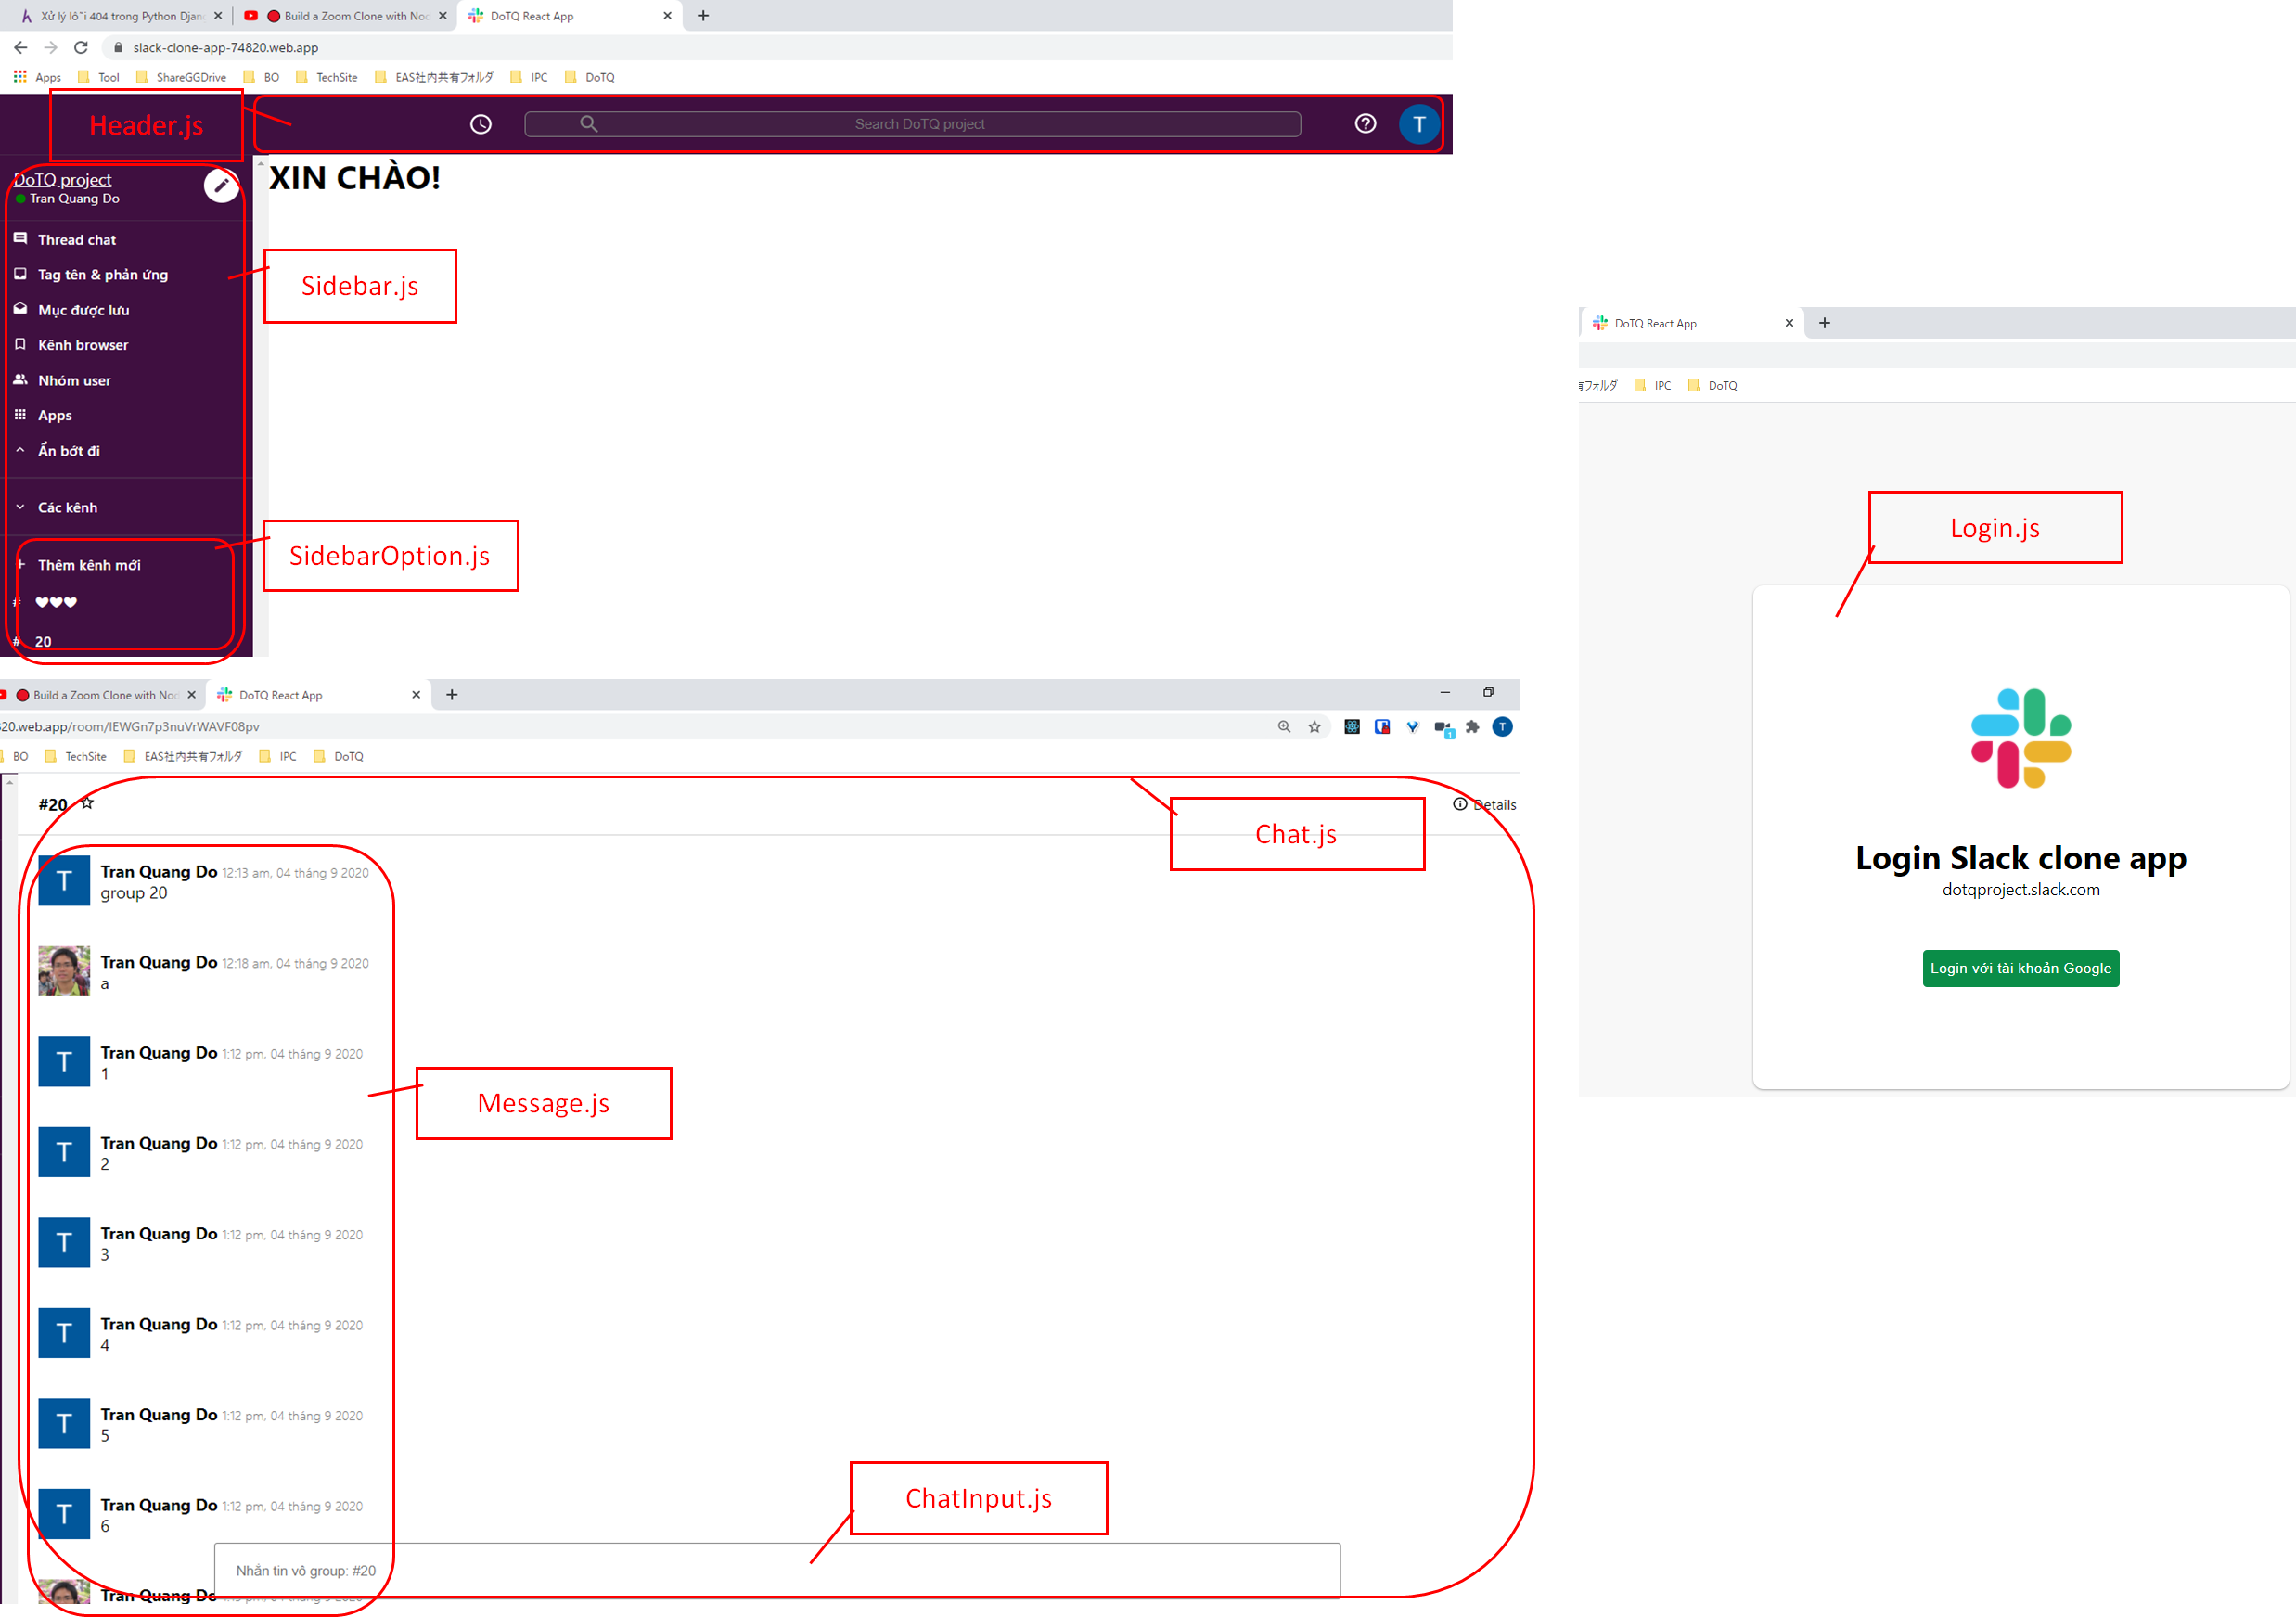 Xử lý lỗi 404 trong Python Djan
Build a Zoom Clone with No
DoTQ React App
slack-clone-app-74820.web.app
Apps
Tool
ShareGGDrive
BO
TechSite
EAS社内共有フォルダ
IPC
DoTQ
Header.js
Search DoTQ project
T
DoTQ project
Tran Quang Do
XIN CHÀO!
Thread chat
Tag tên & phản ứng
Mục được lưu
Kênh browser
Nhóm user
Apps
Ẩn bớt đi
Các kênh
Thêm kênh mới
# ♥♥♥
# 20
Sidebar.js
SidebarOption.js
Build a Zoom Clone with No
DoTQ React App
20.web.app/room/IEWGn7p3nuVrWAVF08pv
1
T
BO
TechSite
EAS社内共有フォルダ
IPC
DoTQ
#20
Details
Chat.js
T
Tran Quang Do 12:13 am, 04 tháng 9 2020
group 20
Tran Quang Do 12:18 am, 04 tháng 9 2020
a
T
Tran Quang Do 1:12 pm, 04 tháng 9 2020
1
T
Tran Quang Do 1:12 pm, 04 tháng 9 2020
2
T
Tran Quang Do 1:12 pm, 04 tháng 9 2020
3
T
Tran Quang Do 1:12 pm, 04 tháng 9 2020
4
T
Tran Quang Do 1:12 pm, 04 tháng 9 2020
5
T
Tran Quang Do 1:12 pm, 04 tháng 9 2020
6
Tran Quang Do
Message.js
ChatInput.js
Nhắn tin vô group: #20
DoTQ React App
有フォルダ
IPC
DoTQ
Login.js
Login Slack clone app
dotqproject.slack.com
Login với tài khoản Google